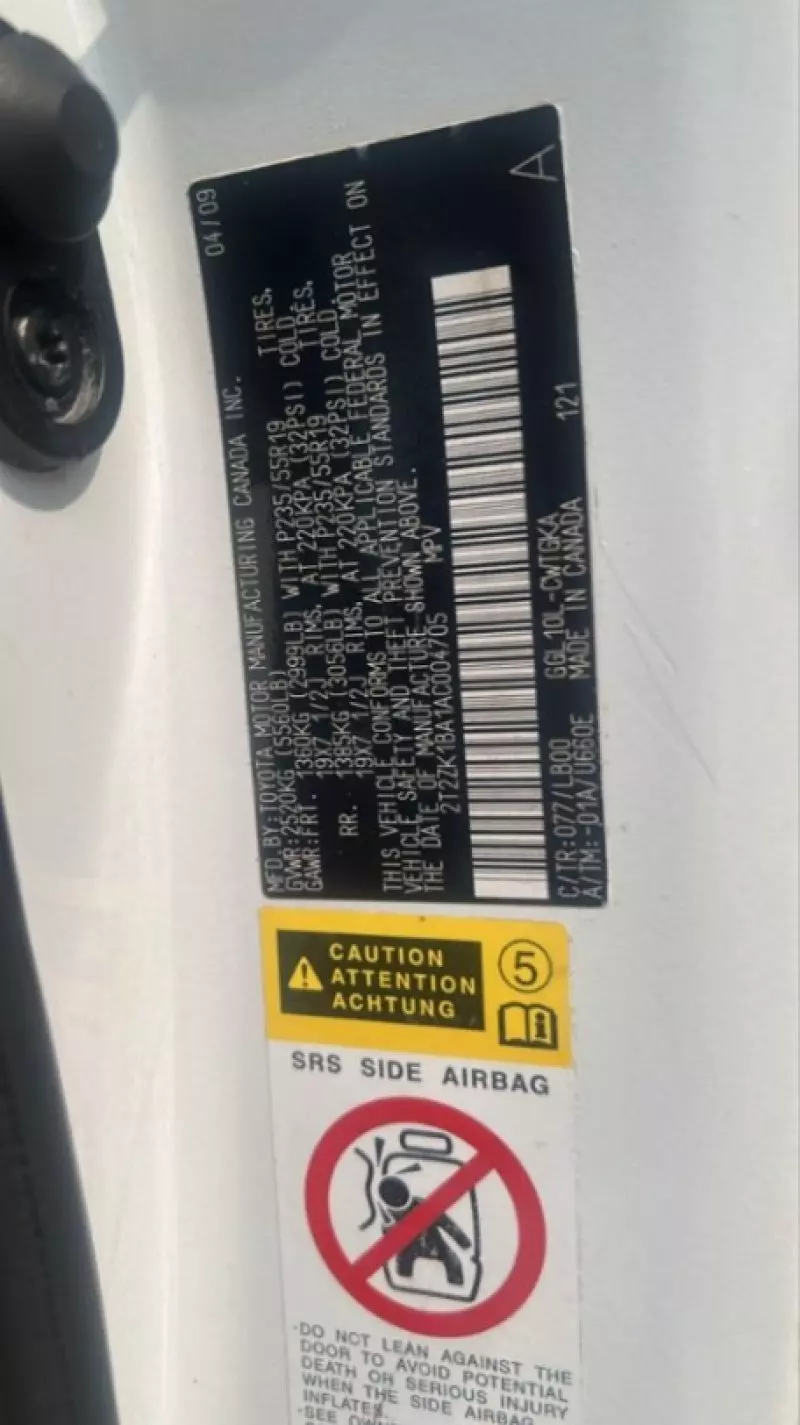 MFD.BY:TOYOTA MOTOR MANUFACTURING CANADA INC. 04/09
GVWR:2520KG (5560LB)
GAWR:FRT. 1360KG (2999LB) WITH P235/55R19 TIRES,
19X7 1/2J RIMS, AT 220KPA (32PSI) COLD.
RR. 1385KG (3056LB) WITH P235/55R19 TIRES,
19X7 1/2J RIMS, AT 220KPA (32PSI) COLD.
THIS VEHICLE CONFORMS TO ALL APPLICABLE FEDERAL MOTOR
VEHICLE SAFETY AND THEFT PREVENTION STANDARDS IN EFFECT ON
THE DATE OF MANUFACTURE SHOWN ABOVE.
2T2ZK1BA1AC004705 MPV
A
C/TR:077/LB00 GGL10L-CWTGKA 121
A/TM:-01A/U660E MADE IN CANADA
CAUTION
ATTENTION
ACHTUNG
5
SRS SIDE AIRBAG
·DO NOT LEAN AGAINST THE
DOOR TO AVOID POTENTIAL
DEATH OR SERIOUS INJURY
WHEN THE SIDE AIRBAG
INFLATES.
·SEE